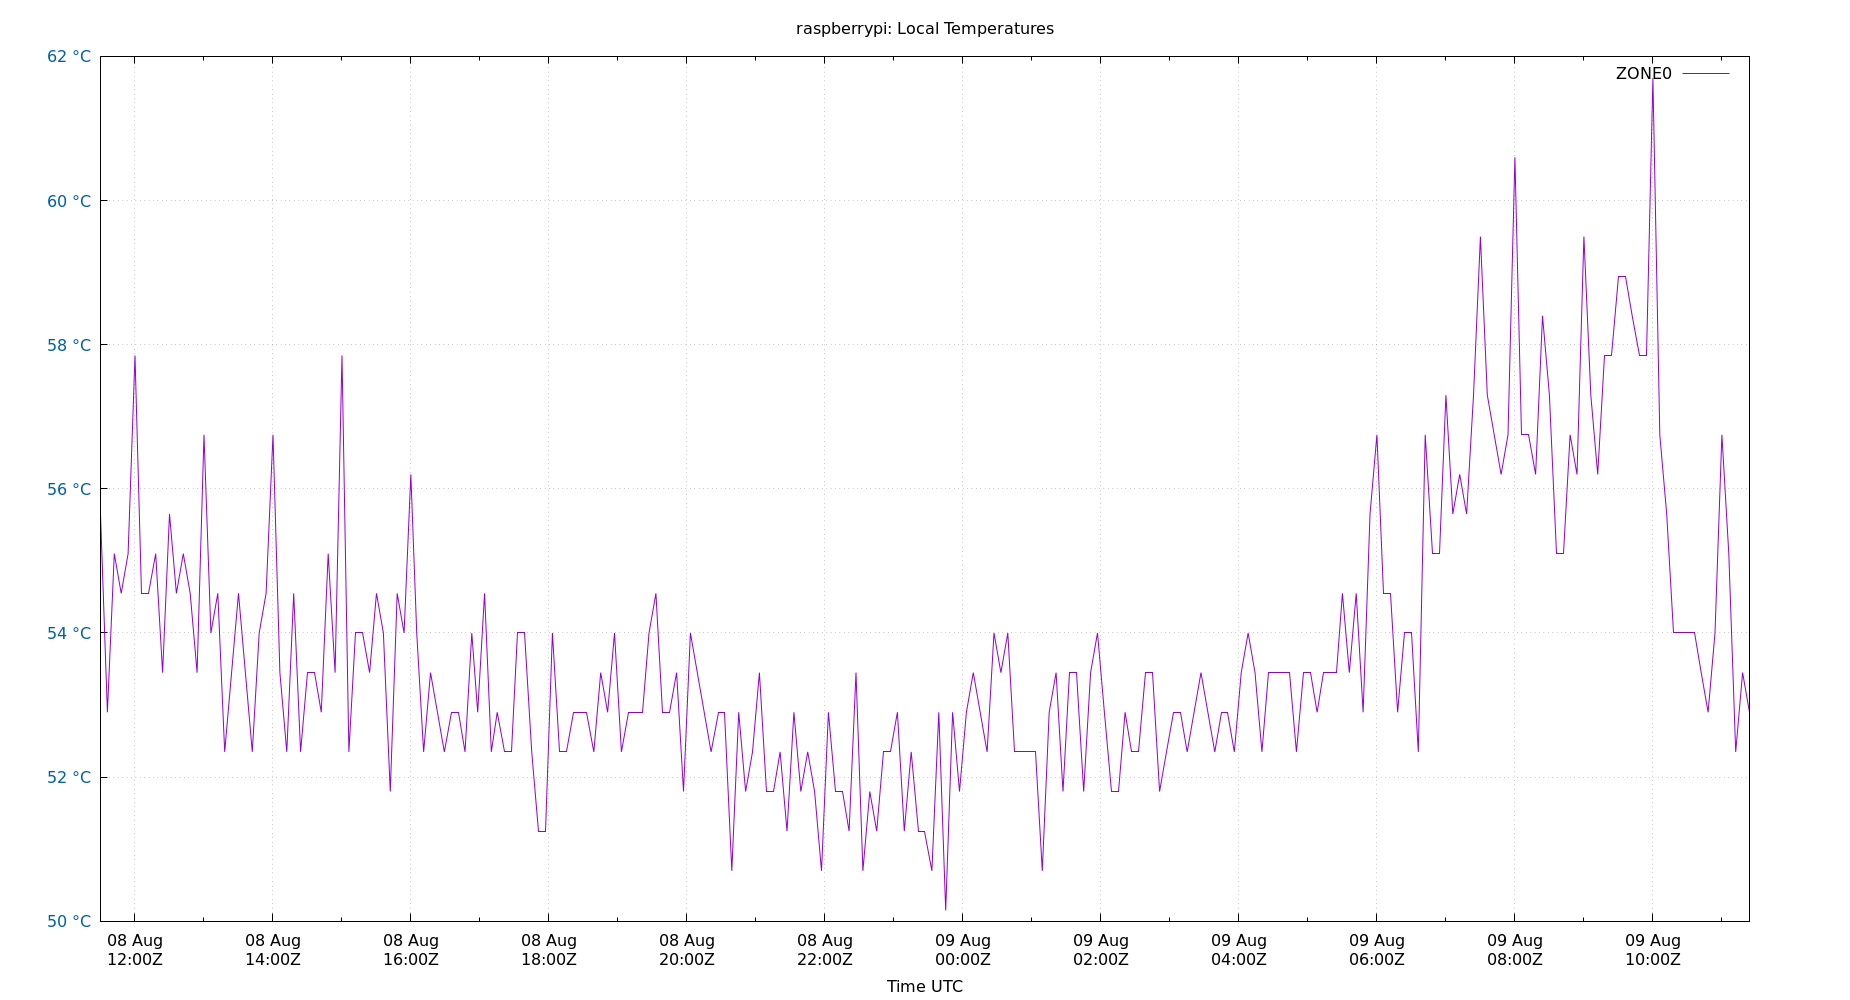 raspberrypi: Local Temperatures
62 °C
ZONE0
60 °C
58 °C
56 °C
54 °C
52 °C
50 °C
08 Aug 08 Aug 08 Aug 08 Aug 08 Aug 08 Aug 09 Aug 09 Aug 09 Aug 09 Aug 09 Aug 09 Aug
12:00Z 14:00Z 16:00Z 18:00Z 20:00Z 22:00Z 00:00Z 02:00Z 04:00Z 06:00Z 08:00Z 10:00Z
Time UTC